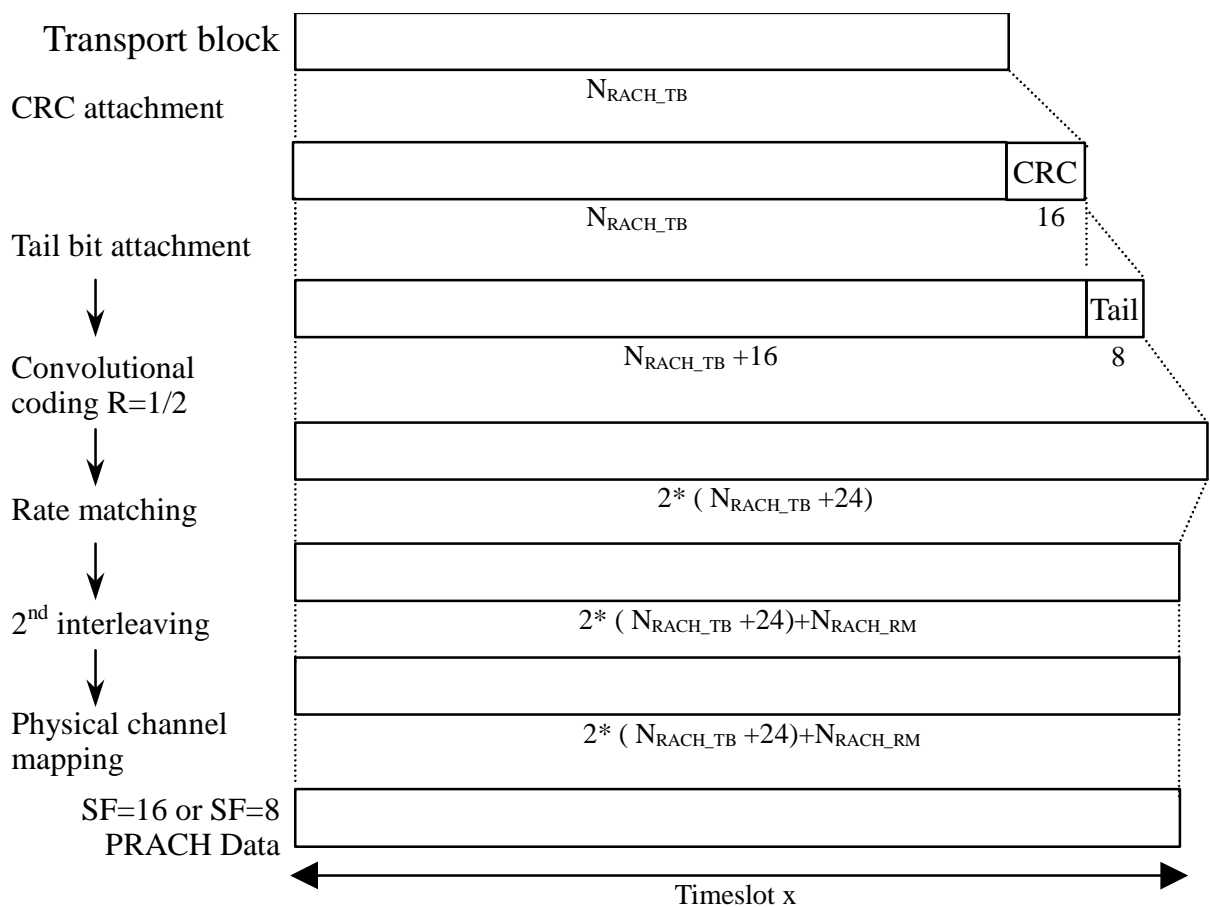 Transport block
N_RACH_TB
CRC attachment
CRC
N_RACH_TB
16
Tail bit attachment
Tail
N_RACH_TB +16
8
Convolutional
coding R=1/2
2* ( N_RACH_TB +24)
Rate matching
2nd interleaving
2* ( N_RACH_TB +24)+N_RACH_RM
Physical channel
mapping
2* ( N_RACH_TB +24)+N_RACH_RM
SF=16 or SF=8
PRACH Data
Timeslot x